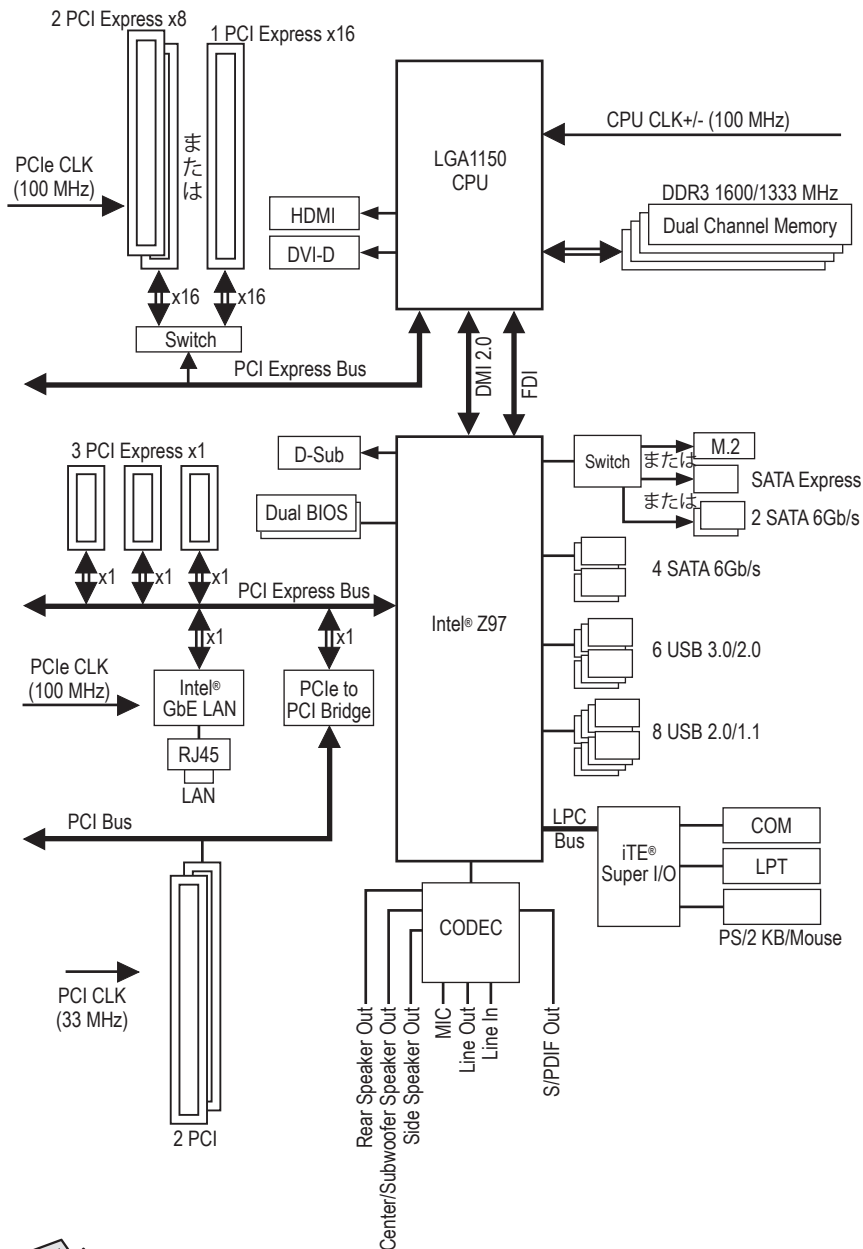 2 PCI Express x8
1 PCI Express x16
または
PCIe CLK
(100 MHz)
x16
x16
Switch
PCI Express Bus
LGA1150
CPU
CPU CLK+/- (100 MHz)
DDR3 1600/1333 MHz
Dual Channel Memory
HDMI
DVI-D
DMI 2.0
FDI
3 PCI Express x1
x1
x1
x1
PCI Express Bus
D-Sub
Dual BIOS
Intel® Z97
Switch
または
または
M.2
SATA Express
2 SATA 6Gb/s
4 SATA 6Gb/s
6 USB 3.0/2.0
8 USB 2.0/1.1
x1
x1
PCIe CLK
(100 MHz)
Intel®
GbE LAN
RJ45
LAN
PCIe to
PCI Bridge
PCI Bus
LPC
Bus
iTE®
Super I/O
COM
LPT
PS/2 KB/Mouse
CODEC
PCI CLK
(33 MHz)
2 PCI
Rear Speaker Out
Center/Subwoofer Speaker Out
Side Speaker Out
MIC
Line Out
Line In
S/PDIF Out